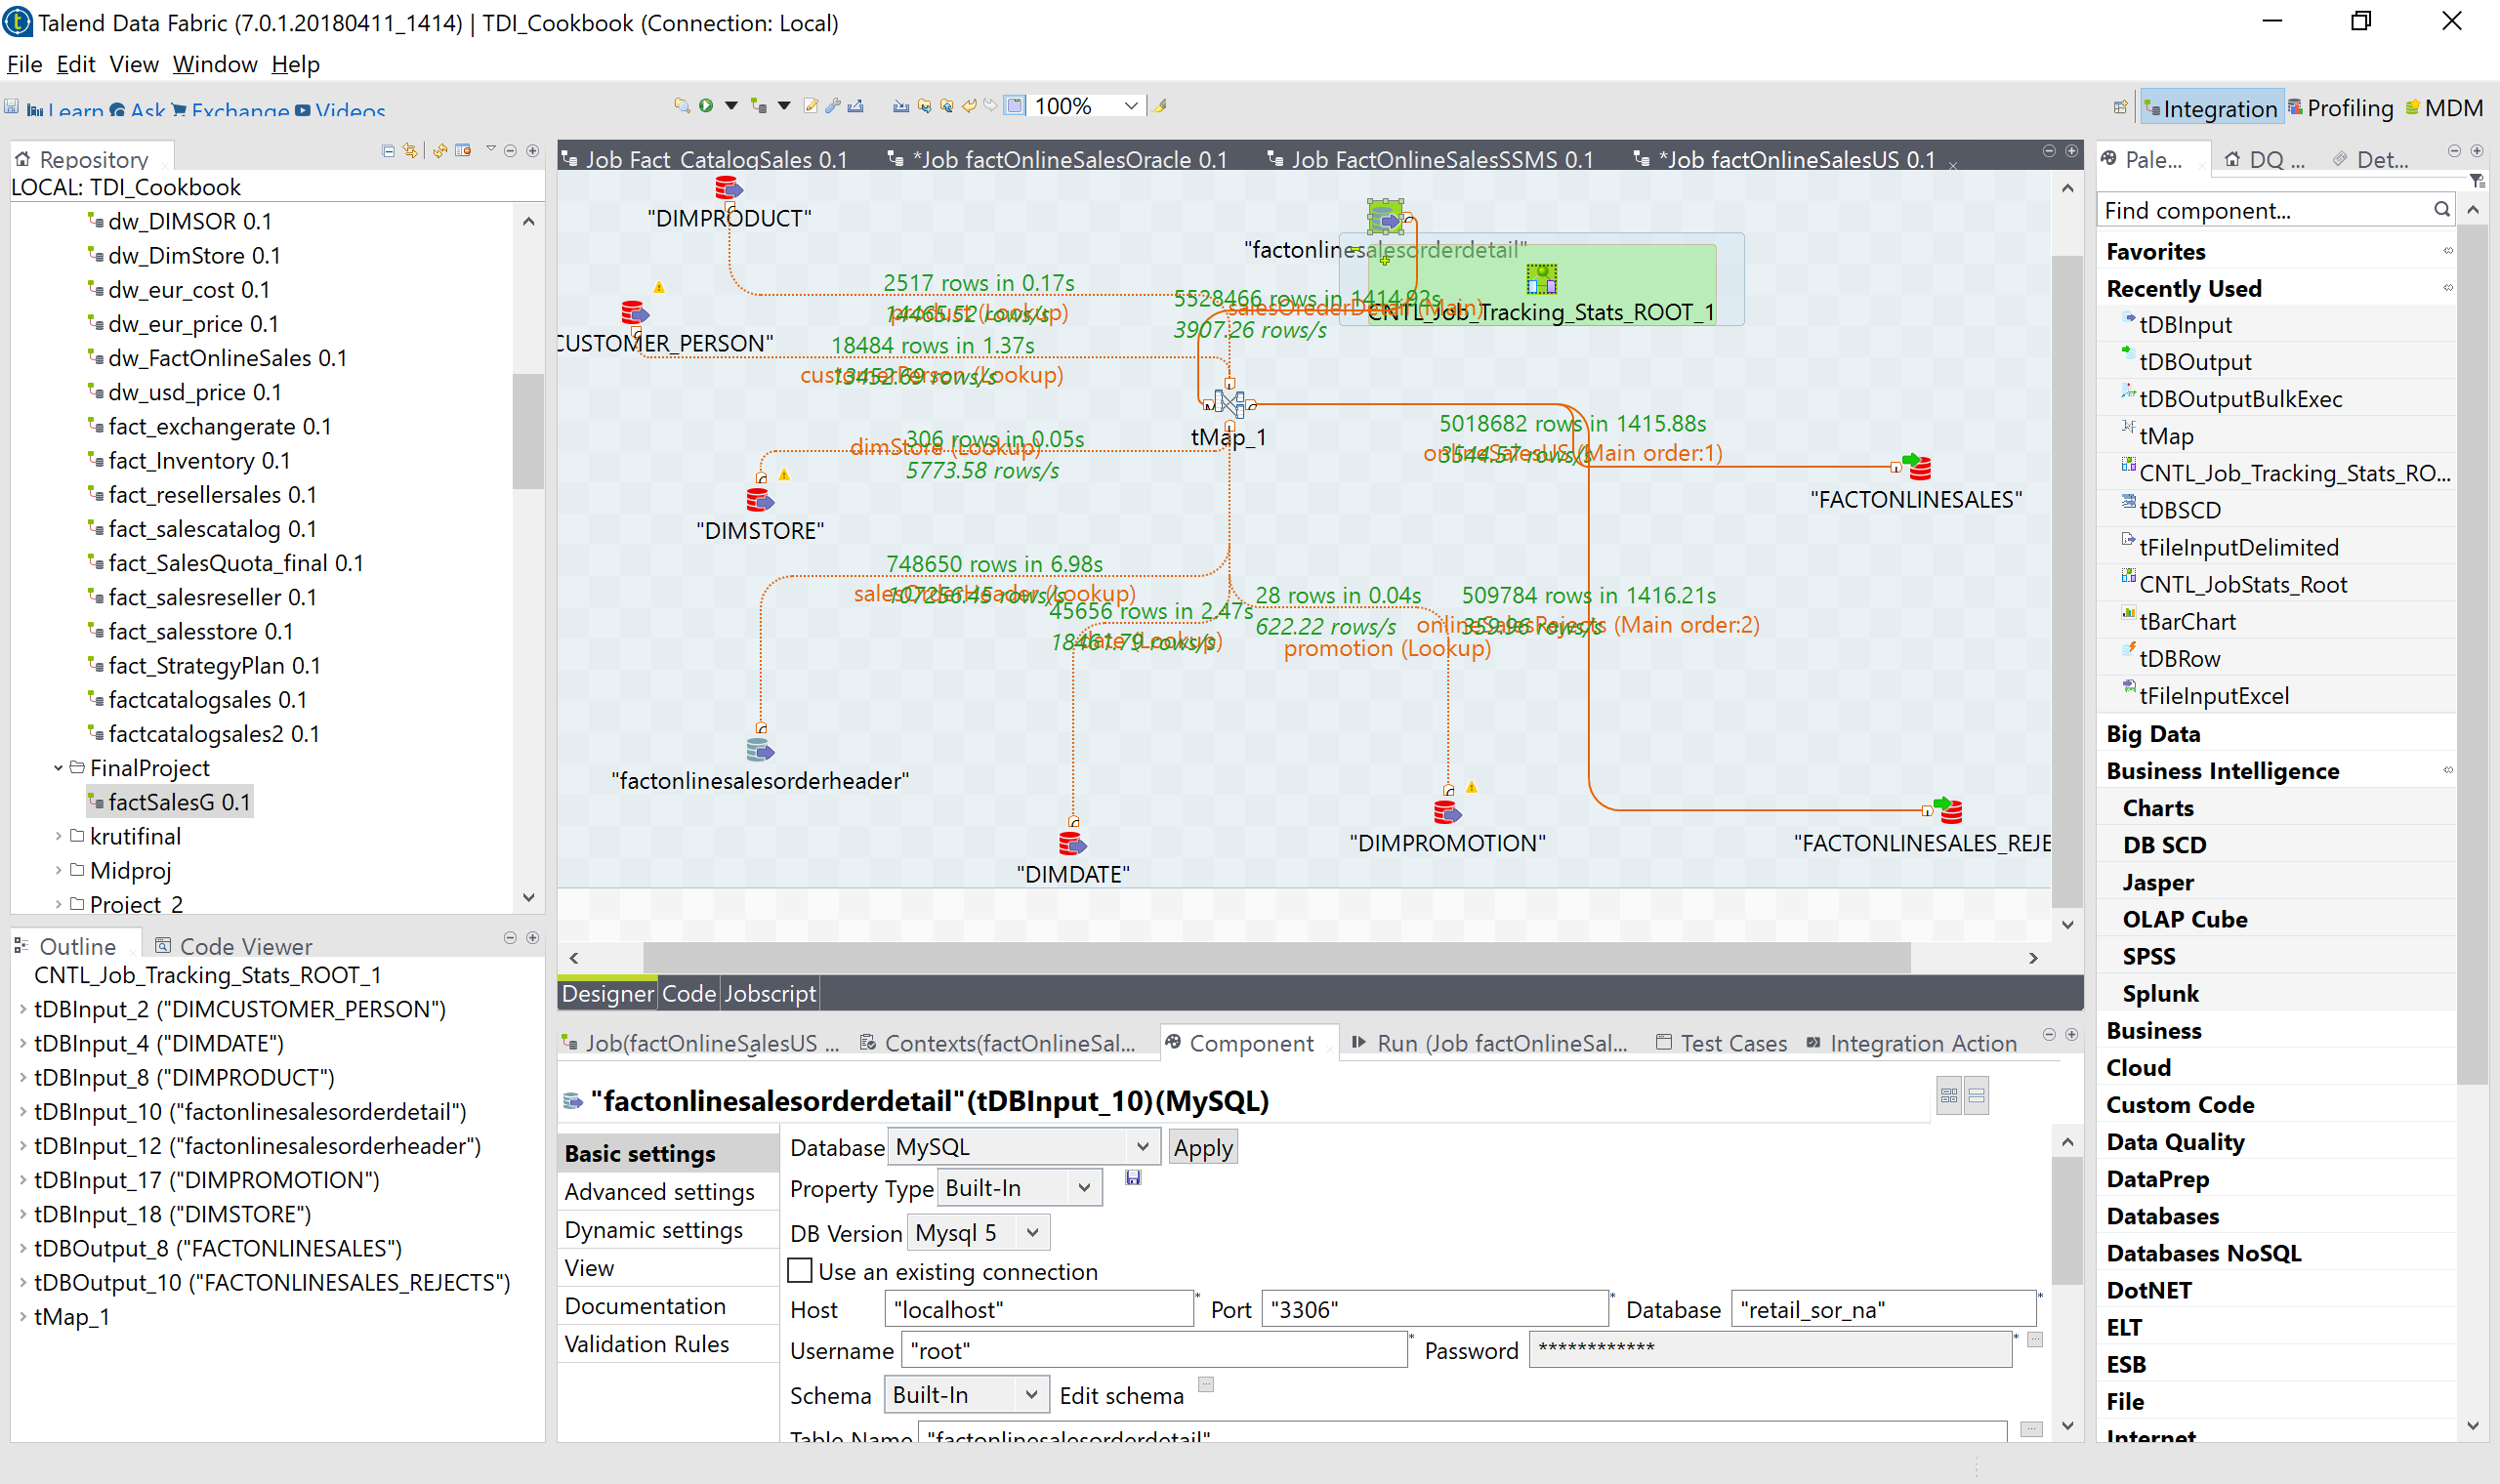 Talend Data Fabric (7.0.1.20180411_1414) | TDI_Cookbook (Connection: Local)
File Edit View Window Help
Learn Ask Exchange Videos
100%
Integration Profiling MDM
Repository
LOCAL: TDI_Cookbook
dw_DIMSOR 0.1
dw_DimStore 0.1
dw_eur_cost 0.1
dw_eur_price 0.1
dw_FactOnlineSales 0.1
dw_usd_price 0.1
fact_exchangerate 0.1
fact_Inventory 0.1
fact_resellersales 0.1
fact_salescatalog 0.1
fact_SalesQuota_final 0.1
fact_salesreseller 0.1
fact_salesstore 0.1
fact_StrategyPlan 0.1
factcatalogsales 0.1
factcatalogsales2 0.1
FinalProject
factSalesG 0.1
krutifinal
Midproj
Project_2
Outline Code Viewer
CNTL_Job_Tracking_Stats_ROOT_1
tDBInput_2 ("DIMCUSTOMER_PERSON")
tDBInput_4 ("DIMDATE")
tDBInput_8 ("DIMPRODUCT")
tDBInput_10 ("factonlinesalesorderdetail")
tDBInput_12 ("factonlinesalesorderheader")
tDBInput_17 ("DIMPROMOTION")
tDBInput_18 ("DIMSTORE")
tDBOutput_8 ("FACTONLINESALES")
tDBOutput_10 ("FACTONLINESALES_REJECTS")
tMap_1
Job Fact_CatalogSales 0.1 *Job factOnlineSalesOracle 0.1 Job FactOnlineSalesSSMS 0.1 *Job factOnlineSalesUS 0.1
"DIMPRODUCT"
"factonlinesalesorderdetail"
2517 rows in 0.17s
14465.52 rows/s
product (Lookup)
5528466 rows in 1414.92s
salesOrederDetail (Main)
3907.26 rows/s
CNTL_Job_Tracking_Stats_ROOT_1
CUSTOMER_PERSON"
18484 rows in 1.37s
13452.69 rows/s
customerPerson (Lookup)
tMap_1
306 rows in 0.05s
dimStore (Lookup)
5773.58 rows/s
5018682 rows in 1415.88s
3544.57 rows/s
onlineSalesUS (Main order:1)
"DIMSTORE"
"FACTONLINESALES"
748650 rows in 6.98s
107256.45 rows/s
salesOrderHeader (Lookup)
45656 rows in 2.47s
18461.79 rows/s
date (Lookup)
28 rows in 0.04s
622.22 rows/s
promotion (Lookup)
509784 rows in 1416.21s
359.96 rows/s
onlineSalesRejects (Main order:2)
"factonlinesalesorderheader"
"DIMDATE"
"DIMPROMOTION"
"FACTONLINESALES_REJE
Designer Code Jobscript
Job(factOnlineSalesUS ... Contexts(factOnlineSal... Component Run (Job factOnlineSal... Test Cases Integration Action
"factonlinesalesorderdetail"(tDBInput_10)(MySQL)
Basic settings
Advanced settings
Dynamic settings
View
Documentation
Validation Rules
Database MySQL Apply
Property Type Built-In
DB Version Mysql 5
Use an existing connection
Host "localhost" * Port "3306" * Database "retail_sor_na" *
Username "root" * Password ************ *
Schema Built-In Edit schema
Table Name "factonlinesalesorderdetail"
Pale... DQ ... Det...
Find component...
Favorites
Recently Used
tDBInput
tDBOutput
tDBOutputBulkExec
tMap
CNTL_Job_Tracking_Stats_RO...
tDBSCD
tFileInputDelimited
CNTL_JobStats_Root
tBarChart
tDBRow
tFileInputExcel
Big Data
Business Intelligence
Charts
DB SCD
Jasper
OLAP Cube
SPSS
Splunk
Business
Cloud
Custom Code
Data Quality
DataPrep
Databases
Databases NoSQL
DotNET
ELT
ESB
File
Internet